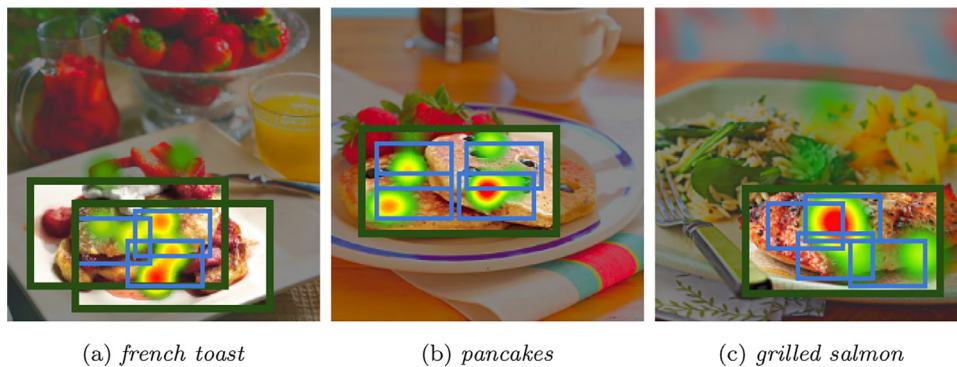 (a) french toast
(b) pancakes
(c) grilled salmon